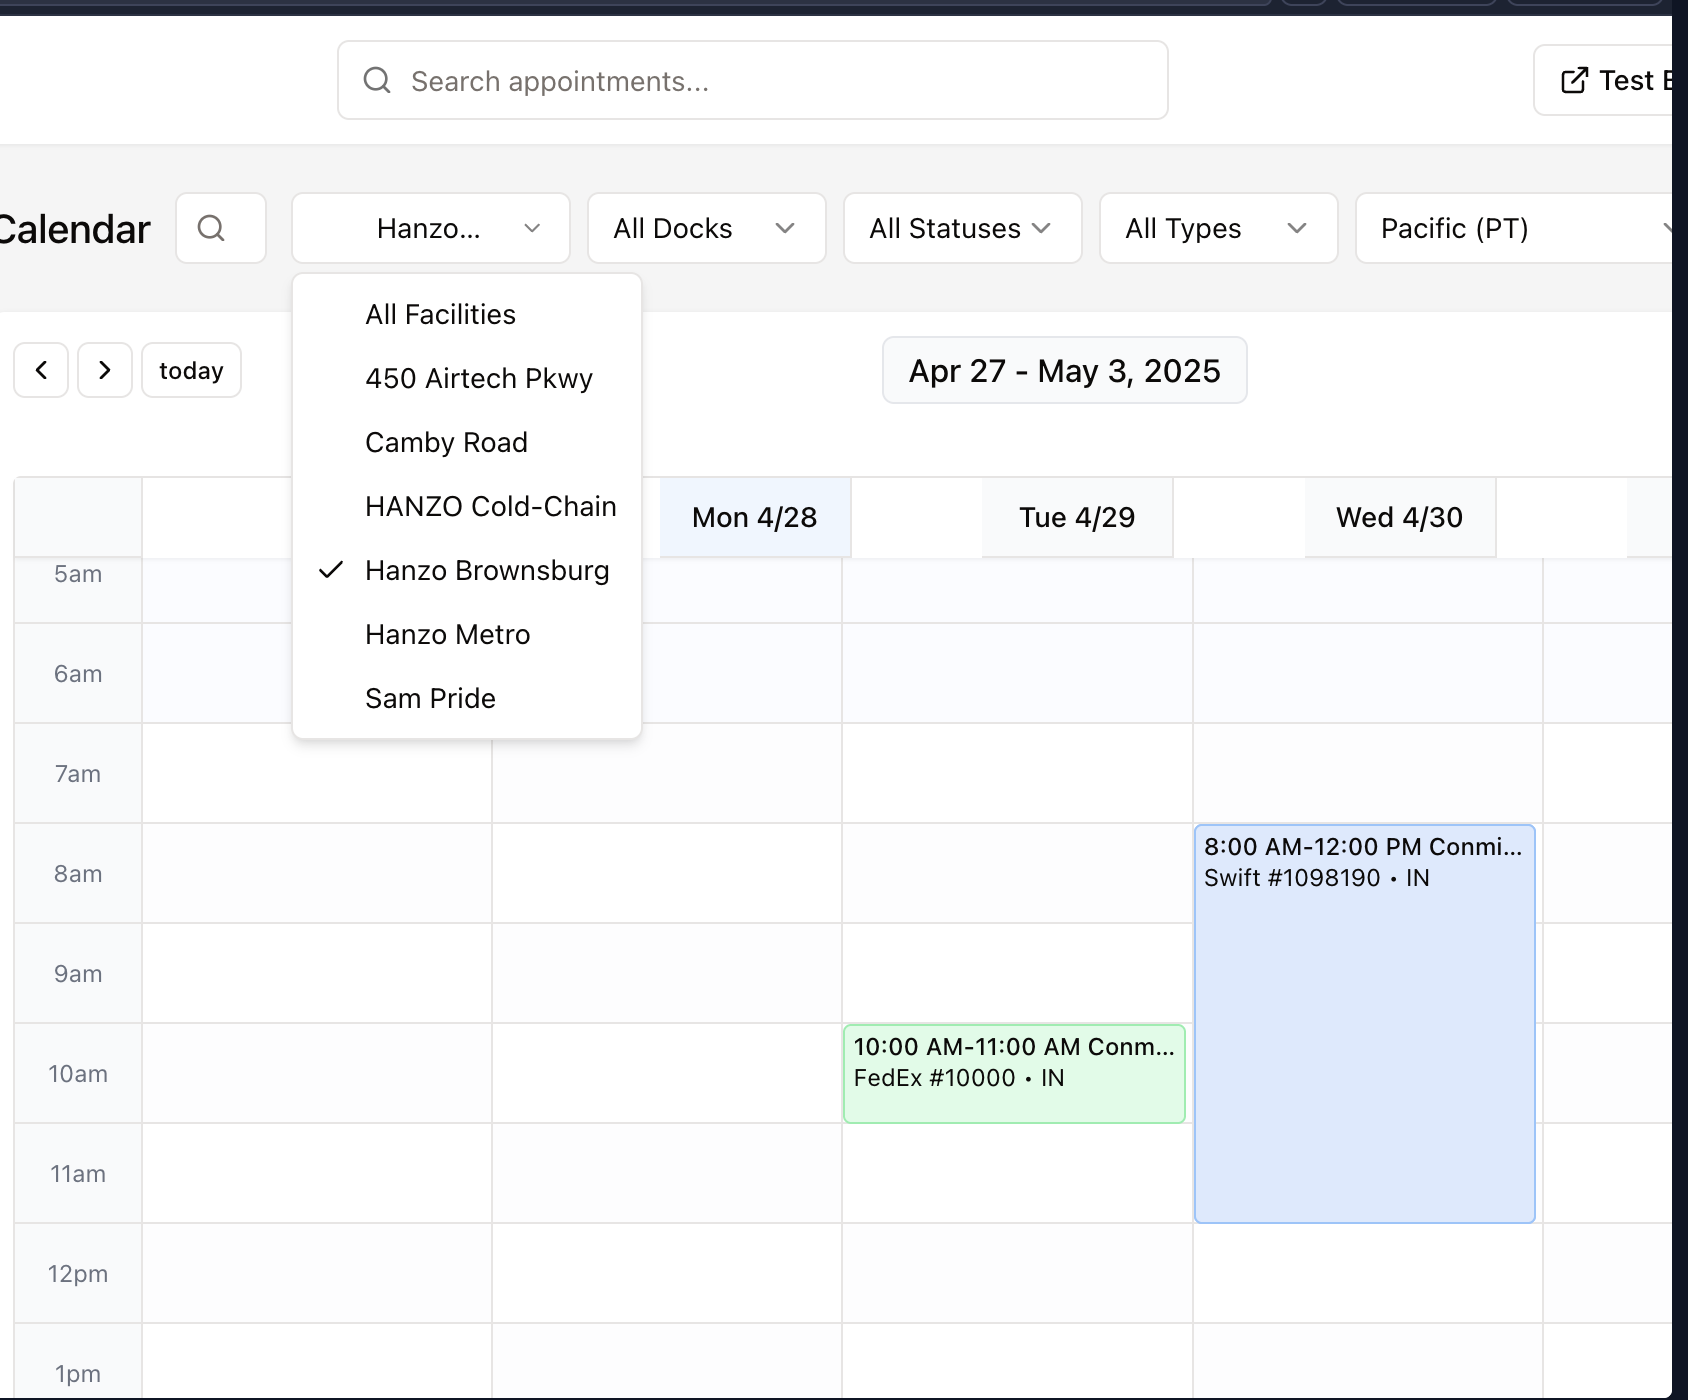 Search appointments...
Test
Calendar
Hanzo...
All Docks
All Statuses
All Types
Pacific (PT)
All Facilities
450 Airtech Pkwy
Camby Road
HANZO Cold-Chain
Hanzo Brownsburg
Hanzo Metro
Sam Pride
today
Apr 27 - May 3, 2025
Mon 4/28
Tue 4/29
Wed 4/30
5am
6am
7am
8am
9am
10am
11am
12pm
1pm
10:00 AM-11:00 AM Conm...
FedEx #10000 • IN
8:00 AM-12:00 PM Conmi...
Swift #1098190 • IN